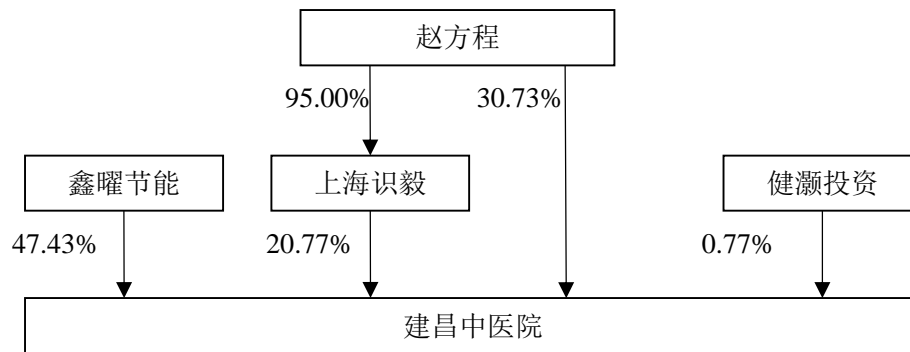 赵方程
95.00%
30.73%
鑫曜节能
上海识毅
健灏投资
47.43%
20.77%
0.77%
建昌中医院